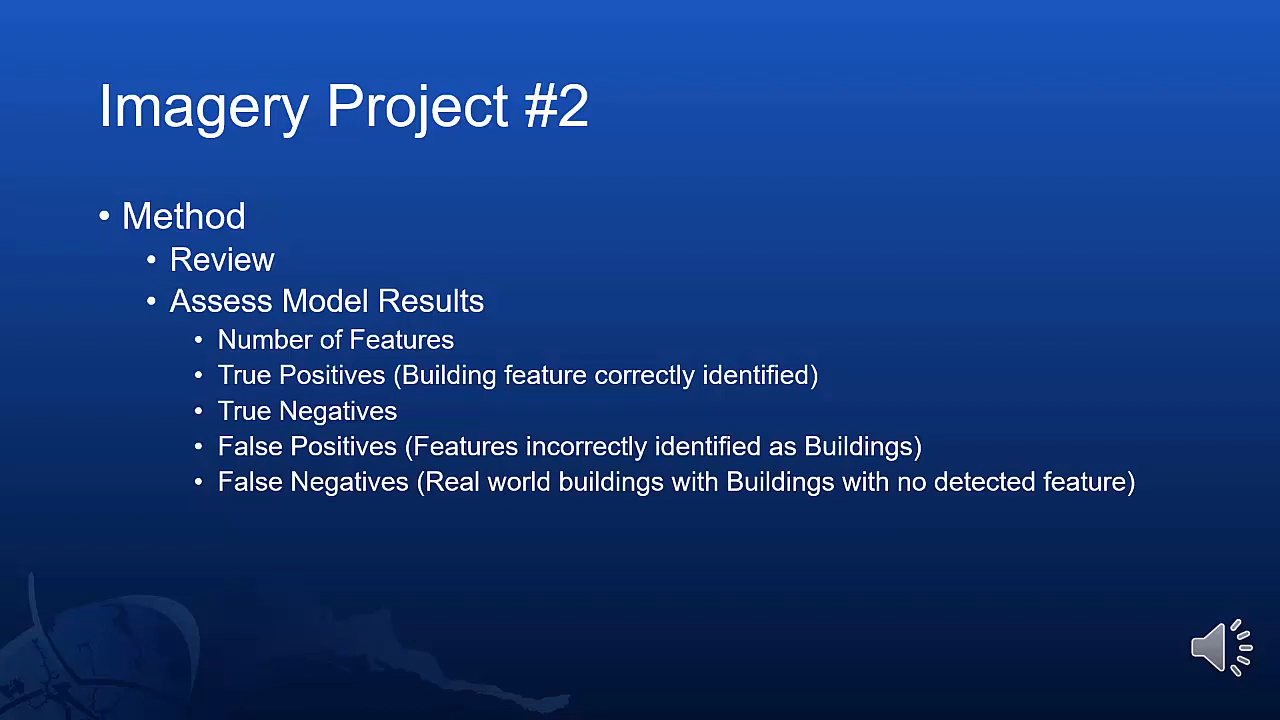 Imagery Project #2
• Method
• Review
• Assess Model Results
• Number of Features
• True Positives (Building feature correctly identified)
• True Negatives
• False Positives (Features incorrectly identified as Buildings)
• False Negatives (Real world buildings with Buildings with no detected feature)